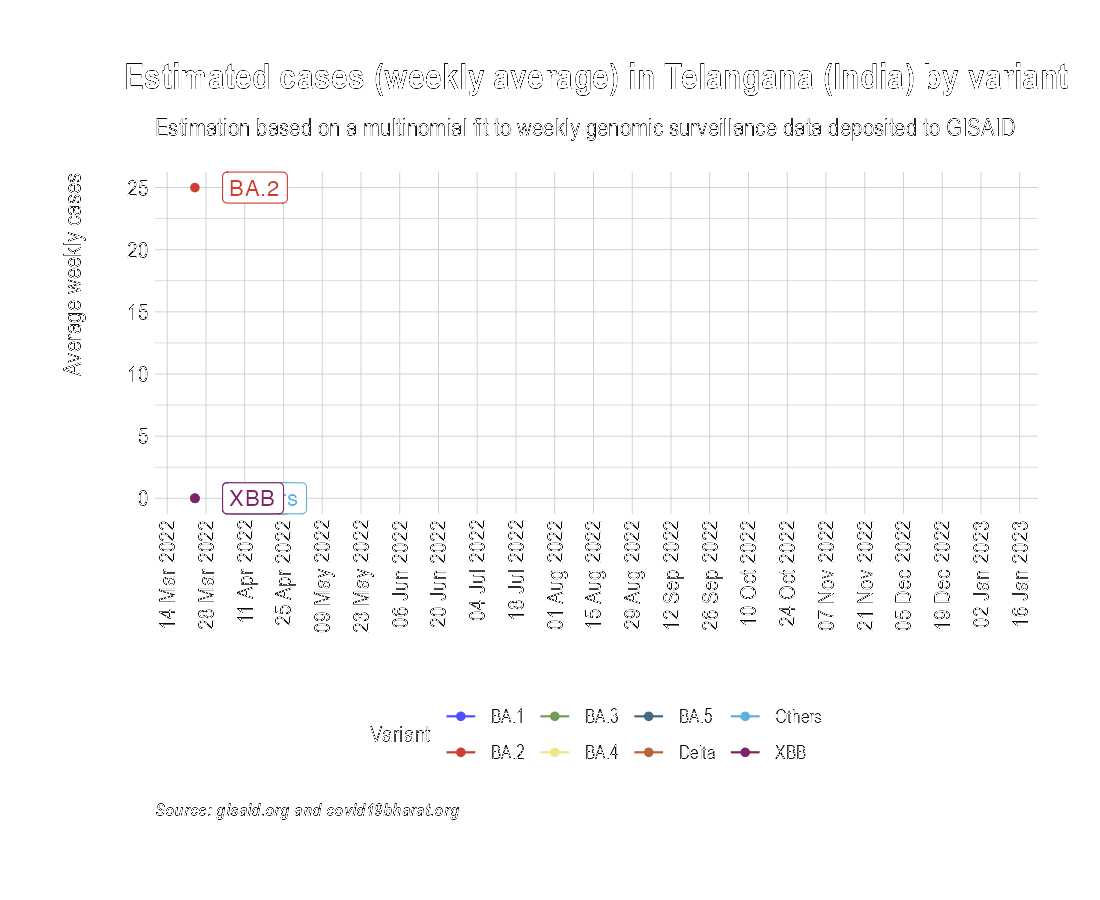 Estimated cases (weekly average) in Telangana (India) by variant
Estimation based on a multinomial fit to weekly genomic surveillance data deposited to GISAID
Average weekly cases
25
20
15
10
5
0
BA.2
XBB
rs
14 Mar 2022
28 Mar 2022
11 Apr 2022
25 Apr 2022
09 May 2022
23 May 2022
06 Jun 2022
20 Jun 2022
04 Jul 2022
18 Jul 2022
01 Aug 2022
15 Aug 2022
29 Aug 2022
12 Sep 2022
26 Sep 2022
10 Oct 2022
24 Oct 2022
07 Nov 2022
21 Nov 2022
05 Dec 2022
19 Dec 2022
02 Jan 2023
16 Jan 2023
Variant
BA.1
BA.3
BA.5
Others
BA.2
BA.4
Delta
XBB
Source: gisaid.org and covid19bharat.org